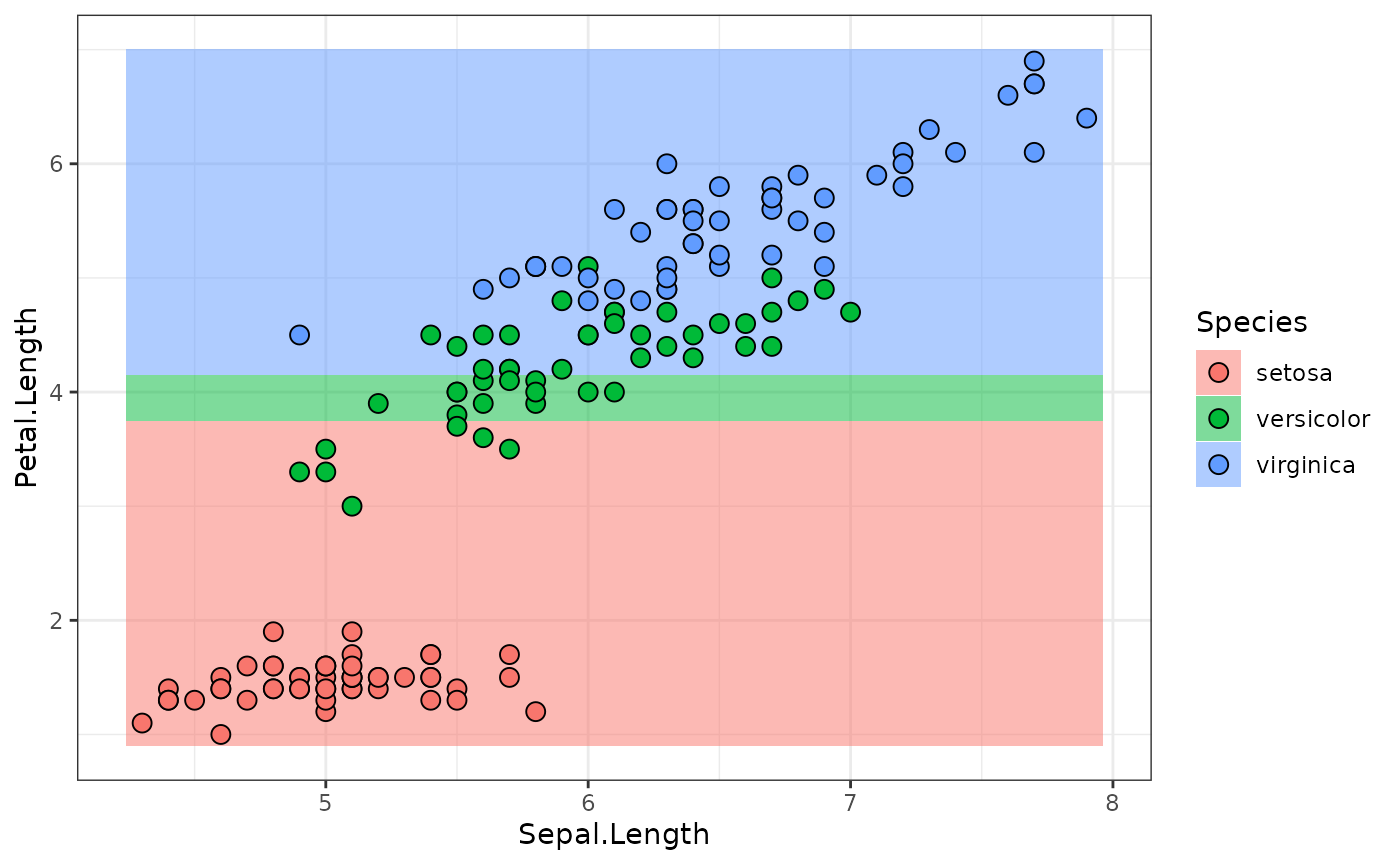 Petal.Length
6
4
2
5 6 7 8
Sepal.Length
Species
setosa
versicolor
virginica